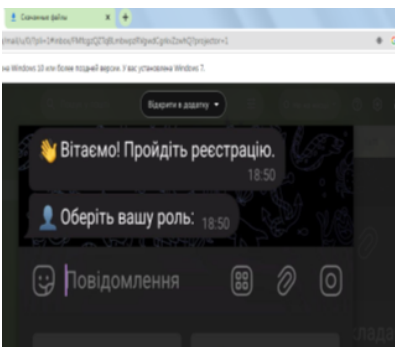 Скачанные файлы
на Windows 10 или более поздней версии. У вас установлена Windows 7.
Відкрити в додатку
👋 Вітаємо! Пройдіть реєстрацію.
18:50
👤 Оберіть вашу роль: 18:50
Повідомлення